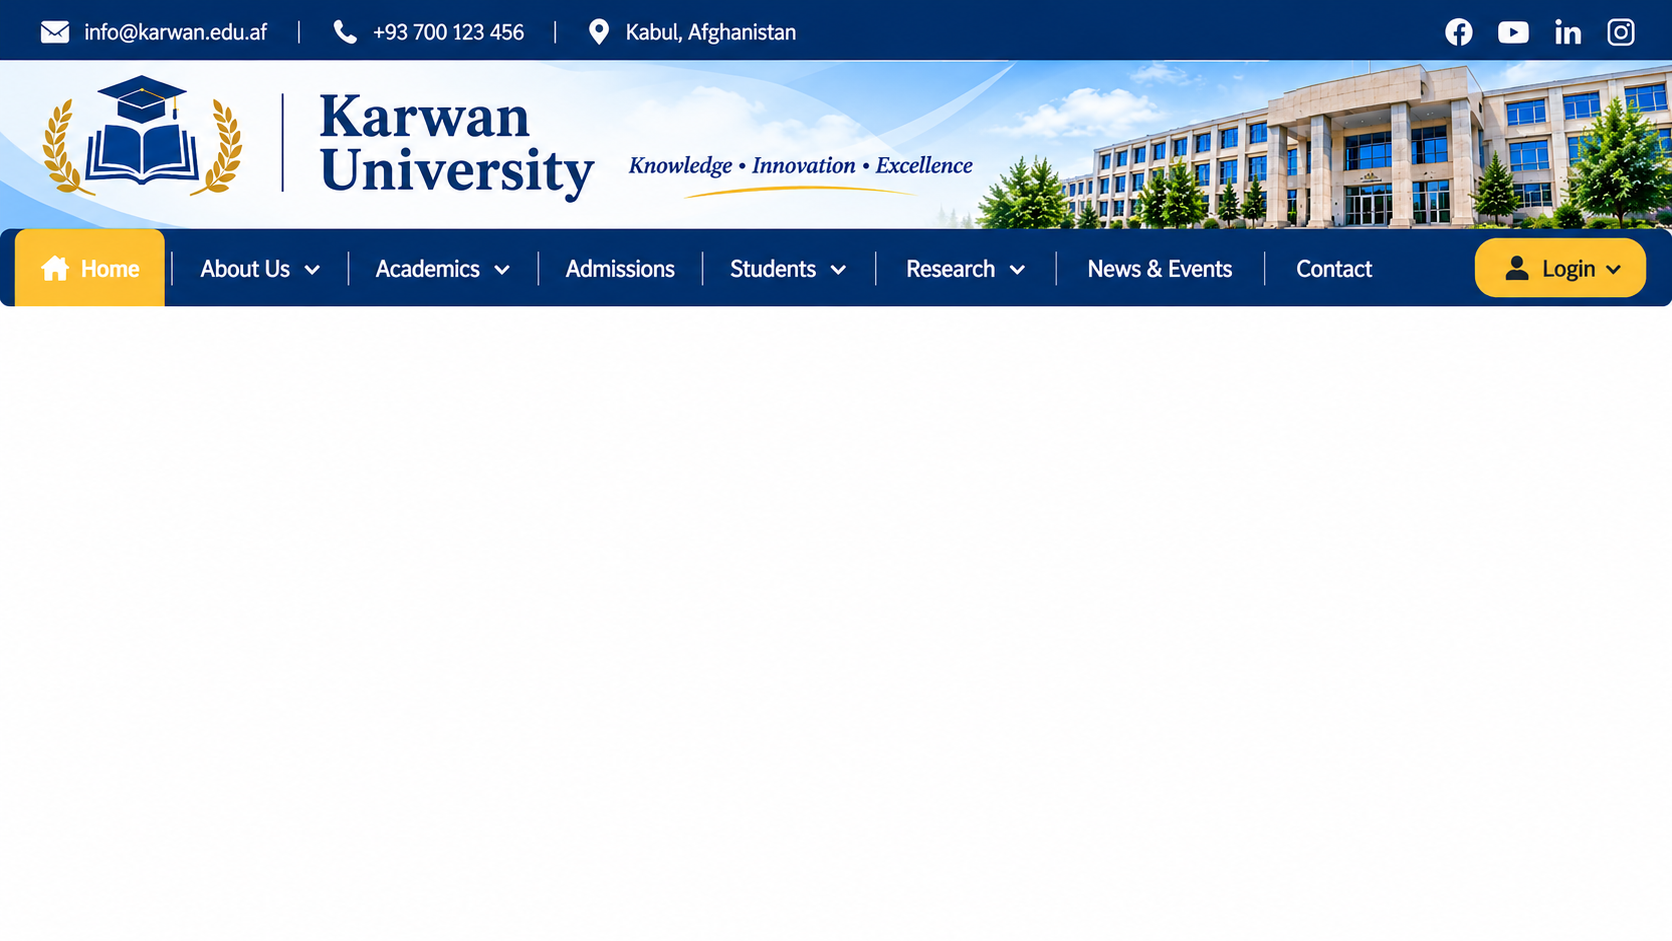 info@karwan.edu.af | +93 700 123 456 | Kabul, Afghanistan
Karwan
University
Knowledge • Innovation • Excellence
Home | About Us | Academics | Admissions | Students | Research | News & Events | Contact Login